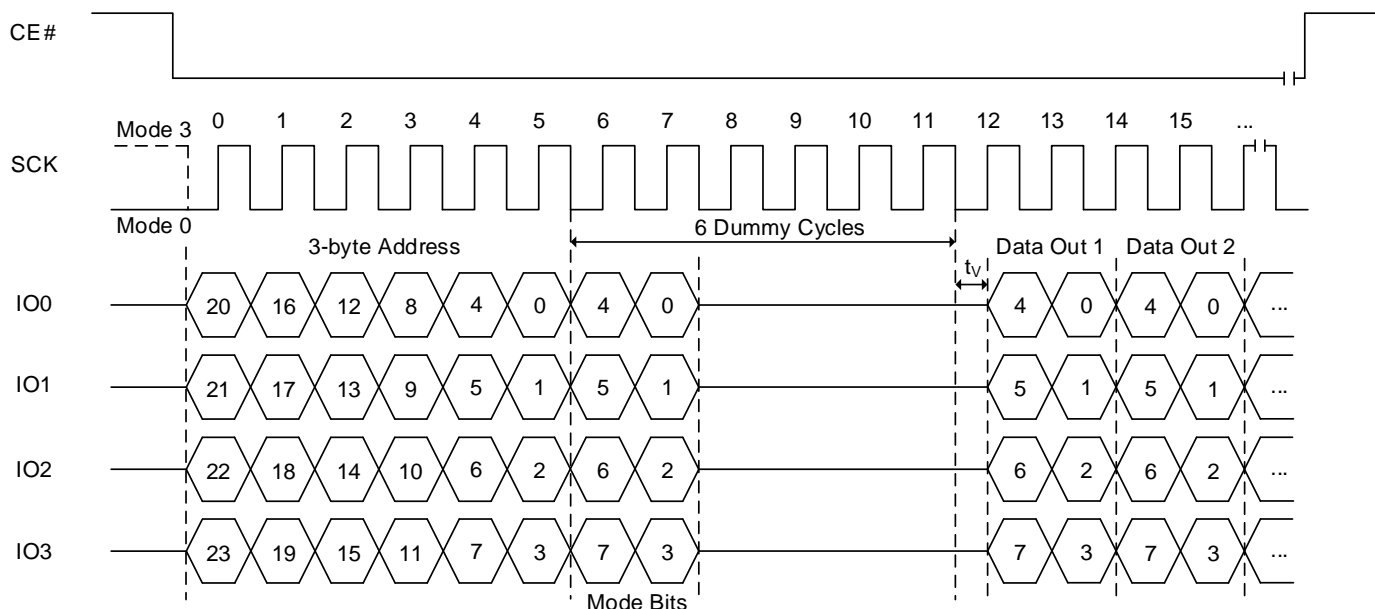 CE#
Mode 3 0 1 2 3 4 5 6 7 8 9 10 11 12 13 14 15 ...
SCK
Mode 0
3-byte Address 6 Dummy Cycles Data Out 1 Data Out 2
tV
IO0 20 16 12 8 4 0 4 0 4 0 4 0 ...
IO1 21 17 13 9 5 1 5 1 5 1 5 1 ...
IO2 22 18 14 10 6 2 6 2 6 2 6 2 ...
IO3 23 19 15 11 7 3 7 3 7 3 7 3 ...
Mode Bits